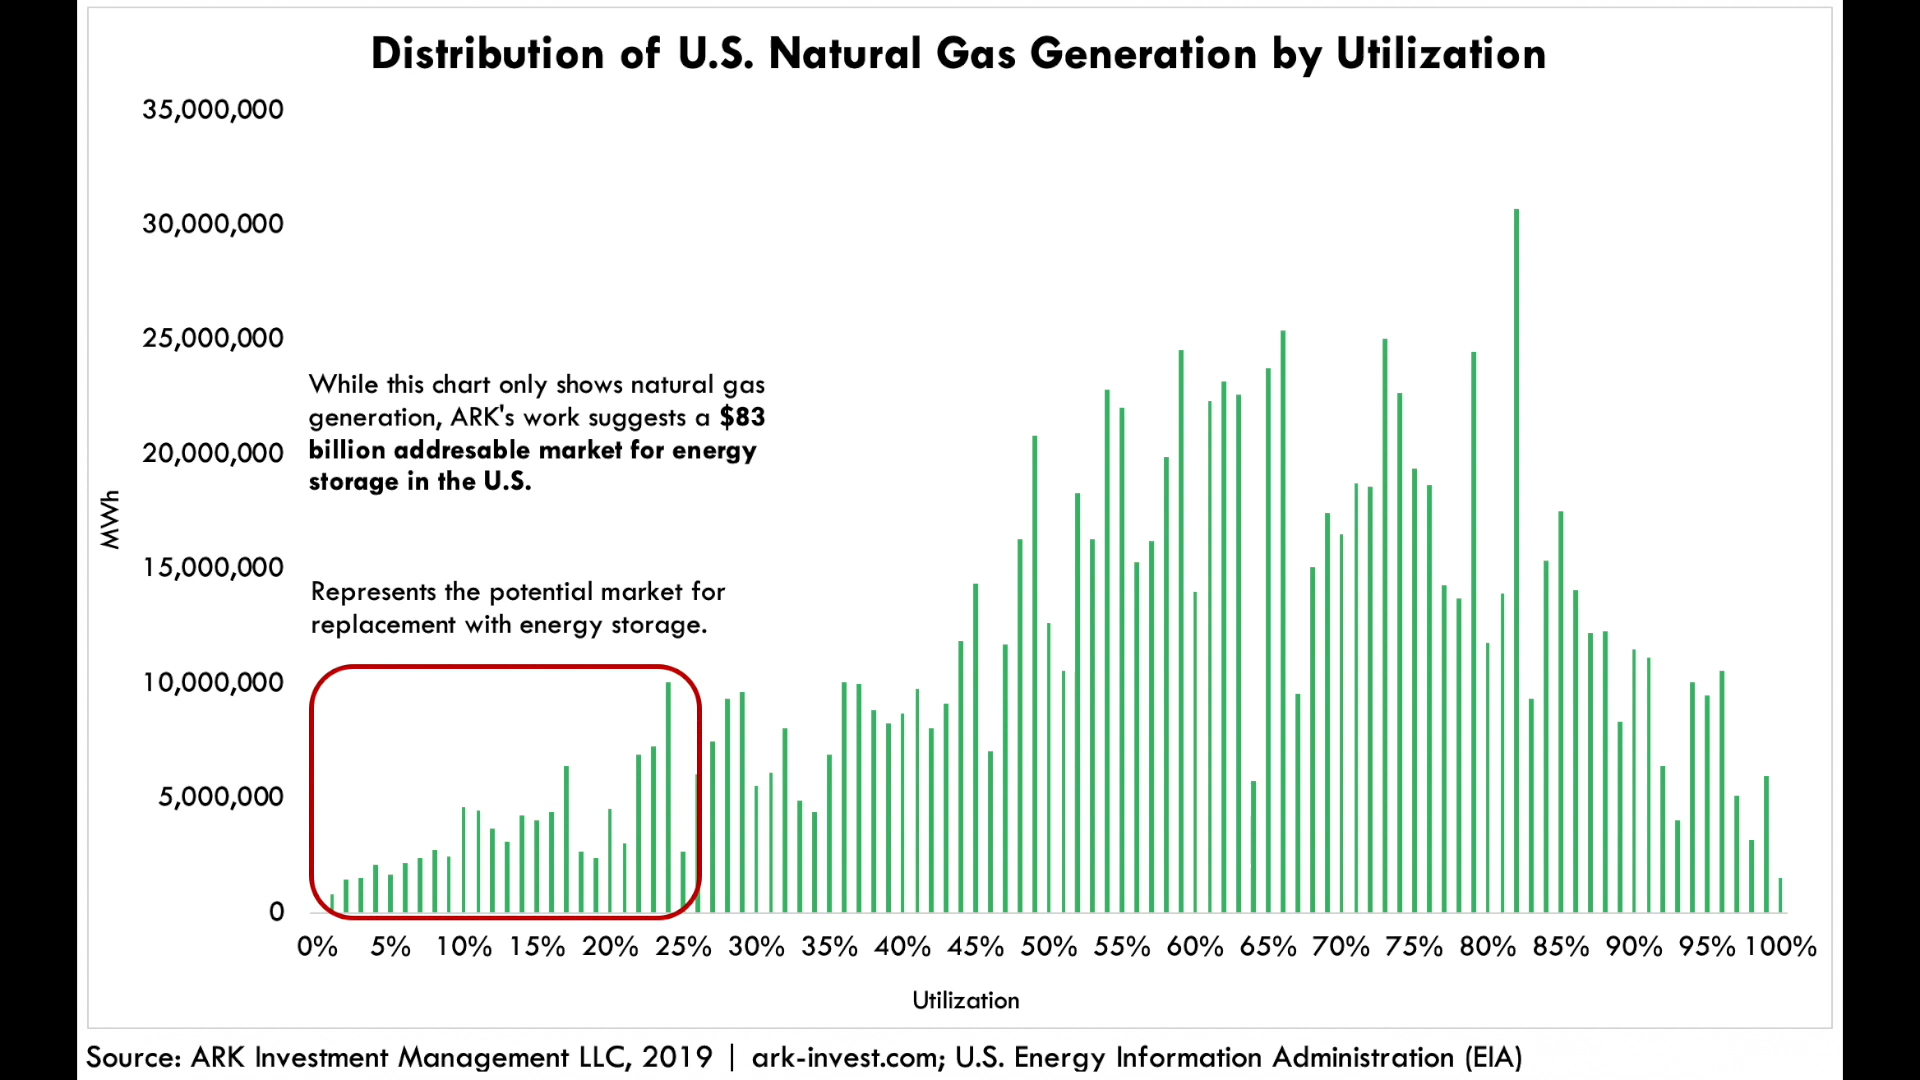 Distribution of U.S. Natural Gas Generation by Utilization
35,000,000
30,000,000
25,000,000
20,000,000
15,000,000
10,000,000
5,000,000
0
MWh
While this chart only shows natural gas
generation, ARK's work suggests a $83
billion addresable market for energy
storage in the U.S.
Represents the potential market for
replacement with energy storage.
0% 5% 10% 15% 20% 25% 30% 35% 40% 45% 50% 55% 60% 65% 70% 75% 80% 85% 90% 95% 100%
Utilization
Source: ARK Investment Management LLC, 2019 | ark-invest.com; U.S. Energy Information Administration (EIA)